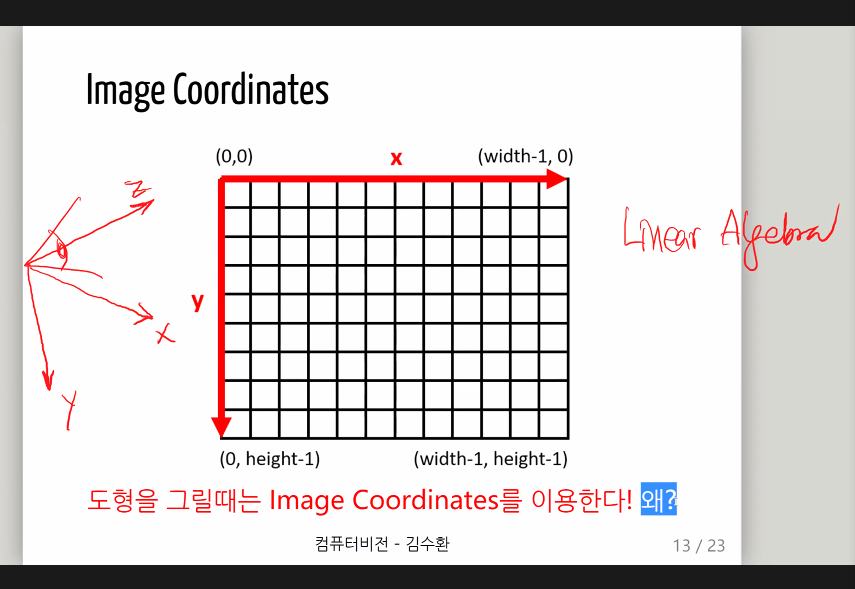 Image Coordinates
(0,0)
x
(width-1, 0)
z
Linear Algebra
y
X
Y
(0, height-1)
(width-1, height-1)
도형을 그릴때는 Image Coordinates를 이용한다! 왜?
컴퓨터비전 - 김수환
13 / 23